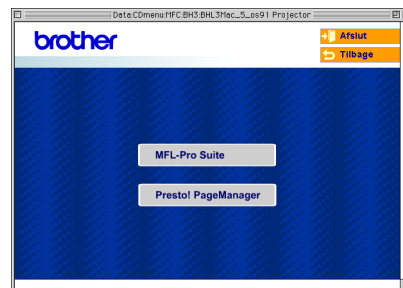 Data:CDmenu:MFC:BH3:BHL3Mac_5_os91 Projector
brother
Afslut
Tilbage
MFL-Pro Suite
Presto! PageManager